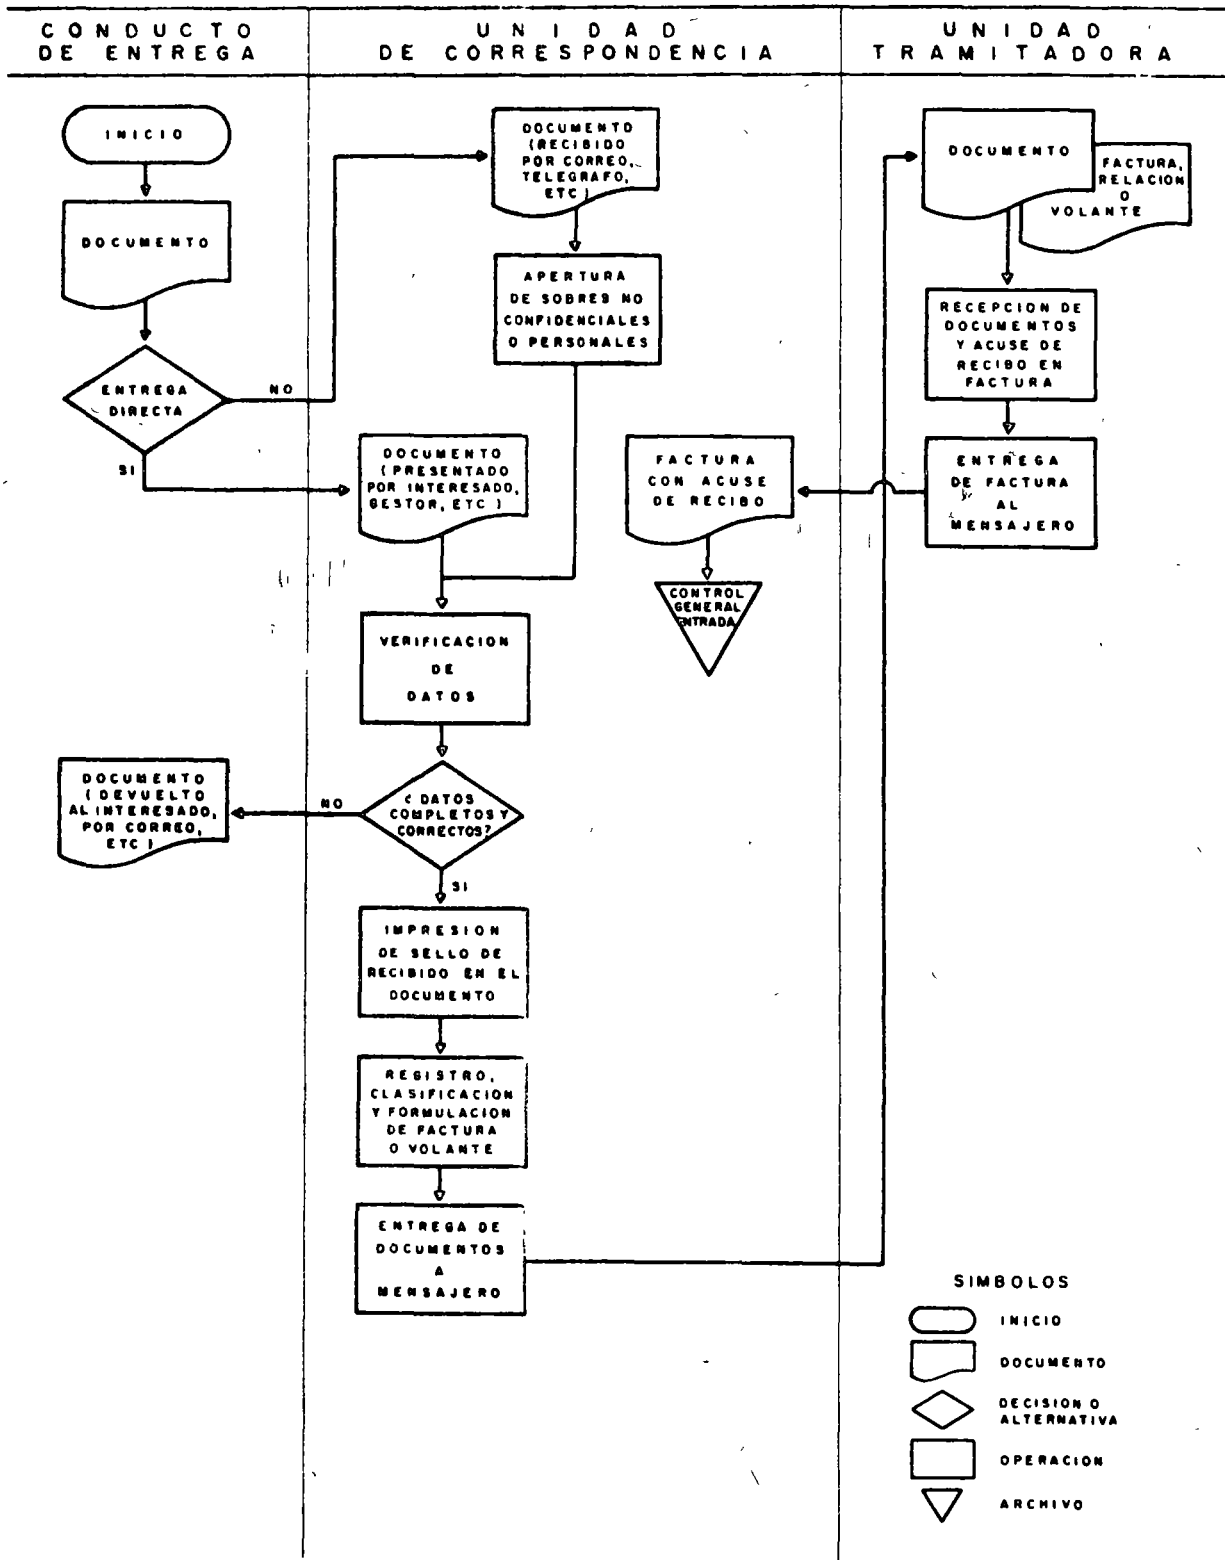 CONDUCTO
DE ENTREGA
UNIDAD
DE CORRESPONDENCIA
UNIDAD
TRAMITADORA
INICIO
DOCUMENTO
ENTREGA
DIRECTA
NO
SI
DOCUMENTO
(RECIBIDO
POR CORREO,
TELEGRAFO,
ETC)
APERTURA
DE SOBRES NO
CONFIDENCIALES
O PERSONALES
DOCUMENTO
(PRESENTADO
POR INTERESADO,
GESTOR, ETC)
VERIFICACION
DE
DATOS
¿DATOS
COMPLETOS Y
CORRECTOS?
NO
DOCUMENTO
(DEVUELTO
AL INTERESADO,
POR CORREO,
ETC)
SI
IMPRESION
DE SELLO DE
RECIBIDO EN EL
DOCUMENTO
REGISTRO,
CLASIFICACION
Y FORMULACION
DE FACTURA
O VOLANTE
ENTREGA DE
DOCUMENTOS
A
MENSAJERO
DOCUMENTO
FACTURA,
RELACION
O
VOLANTE
RECEPCION DE
DOCUMENTOS
Y ACUSE DE
RECIBO EN
FACTURA
ENTREGA
DE FACTURA
AL
MENSAJERO
FACTURA
CON ACUSE
DE RECIBO
CONTROL
GENERAL
ENTRADA
SIMBOLOS
INICIO
DOCUMENTO
DECISION O
ALTERNATIVA
OPERACION
ARCHIVO